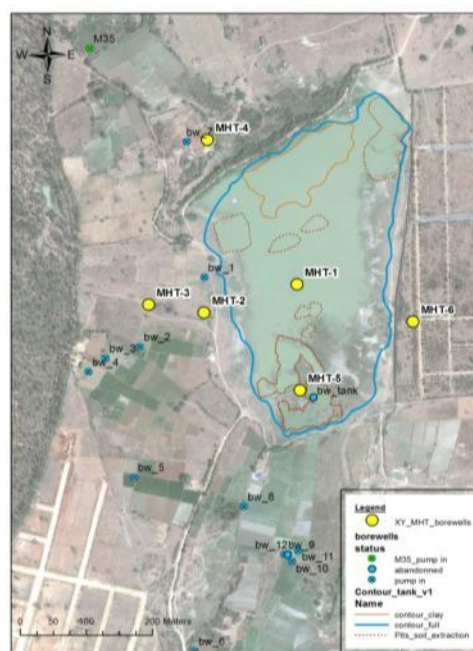 M35
N
W E
S
MHT-4
bw_7
bw_1
MHT-1
MHT-3
MHT-2
MHT-6
bw_2
bw_3
bw_4
MHT-5
bw_tank
bw_5
bw_8
bw_12 bw_9
bw_11
bw_10
bw_6
0 100 200 Meters
Legend
XY_MHT_borewells
borewells
status
M35_pump in
abandonned
pump in
Contour_tank_v1
Name
contour_clay
contour_full
Pits_soil_extraction